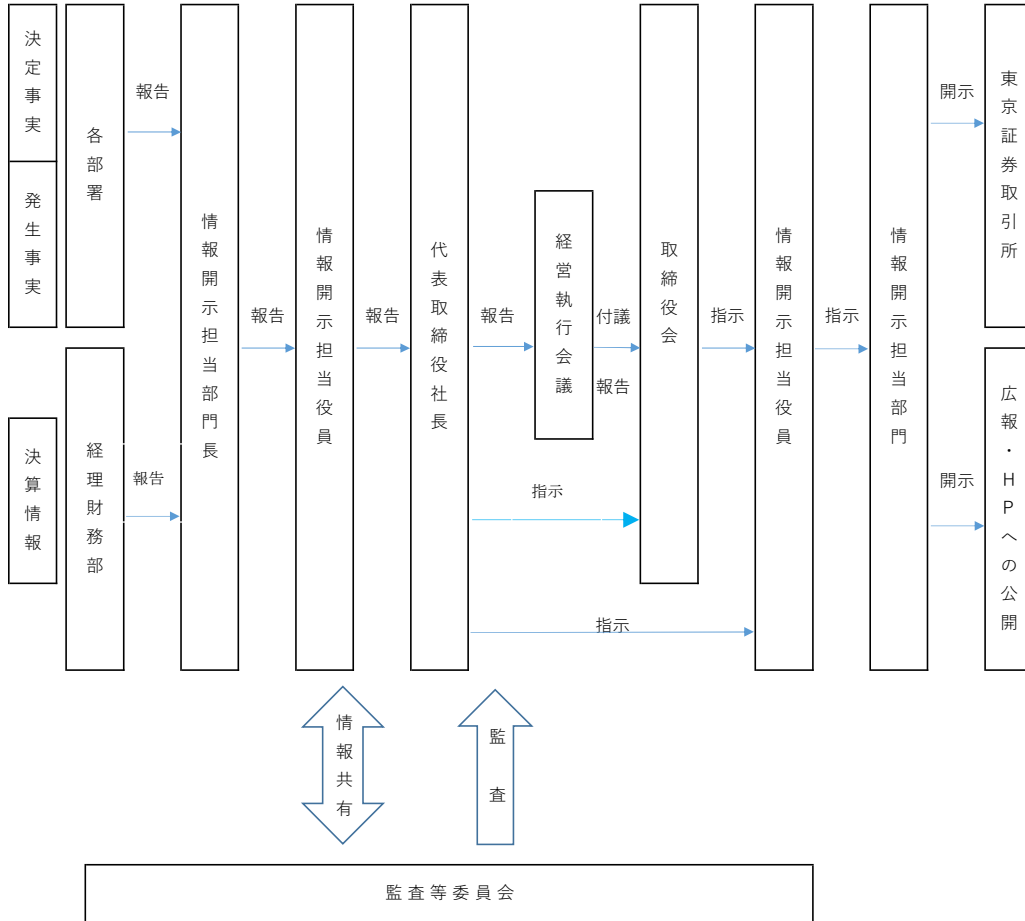 決定事実
発生事実
決算情報
各部署
経理財務部
報告
報告
情報開示担当部門長
報告
情報開示担当役員
報告
代表取締役社長
報告
経営執行会議
付議
報告
指示
指示
取締役会
指示
情報開示担当役員
指示
情報開示担当部門
開示
開示
東京証券取引所
広報・HPへの公開
情報共有
監査
監査等委員会